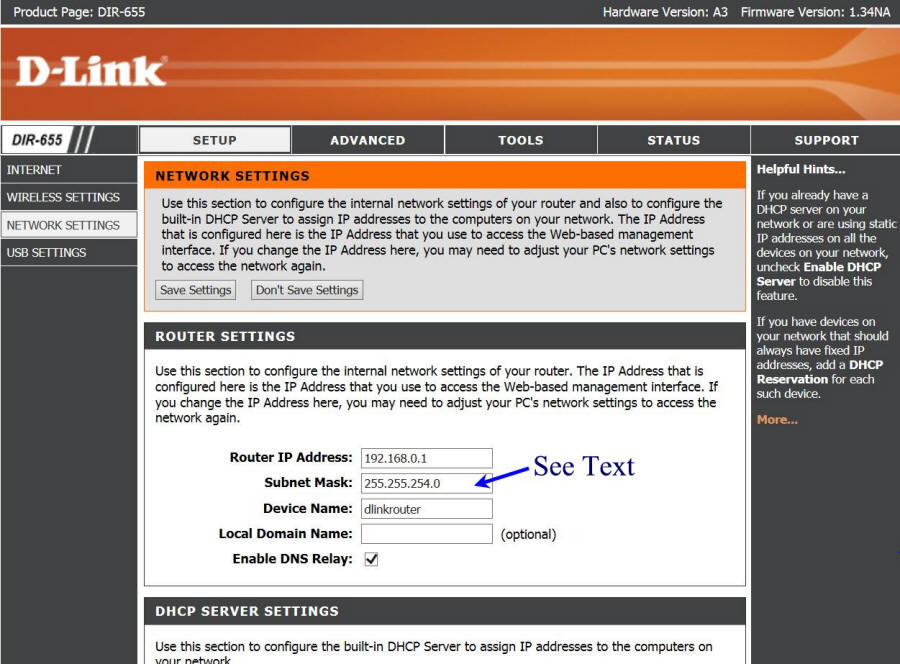 Product Page: DIR-655
Hardware Version: A3 Firmware Version: 1.34NA
D-Link
DIR-655
SETUP
ADVANCED
TOOLS
STATUS
SUPPORT
INTERNET
WIRELESS SETTINGS
NETWORK SETTINGS
USB SETTINGS
NETWORK SETTINGS
Use this section to configure the internal network settings of your router and also to configure the
built-in DHCP Server to assign IP addresses to the computers on your network. The IP Address
that is configured here is the IP Address that you use to access the Web-based management
interface. If you change the IP Address here, you may need to adjust your PC's network settings
to access the network again.
Save Settings
Don't Save Settings
ROUTER SETTINGS
Use this section to configure the internal network settings of your router. The IP Address that is
configured here is the IP Address that you use to access the Web-based management interface. If
you change the IP Address here, you may need to adjust your PC's network settings to access the
network again.
Router IP Address: 192.168.0.1
See Text
Subnet Mask: 255.255.254.0
Device Name: dlinkrouter
Local Domain Name: (optional)
Enable DNS Relay:
DHCP SERVER SETTINGS
Use this section to configure the built-in DHCP Server to assign IP addresses to the computers on
your network.
Helpful Hints...
If you already have a
DHCP server on your
network or are using static
IP addresses on all the
devices on your network,
uncheck Enable DHCP
Server to disable this
feature.
If you have devices on
your network that should
always have fixed IP
addresses, add a DHCP
Reservation for each
such device.
More...